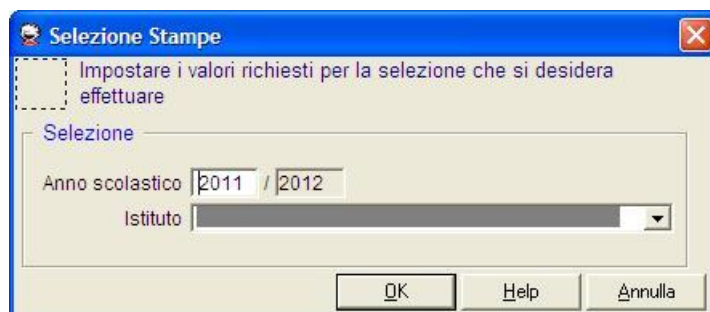 Selezione Stampe
Impostare i valori richiesti per la selezione che si desidera
effettuare
Selezione
Anno scolastico 2011 / 2012
Istituto
OK Help Annulla